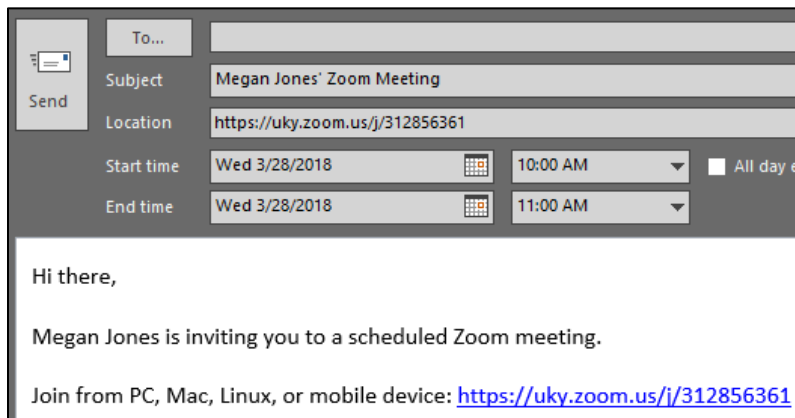 To...
Subject Megan Jones' Zoom Meeting
Send
Location https://uky.zoom.us/j/312856361
Start time Wed 3/28/2018 10:00 AM All day e
End time Wed 3/28/2018 11:00 AM
Hi there,
Megan Jones is inviting you to a scheduled Zoom meeting.
Join from PC, Mac, Linux, or mobile device: https://uky.zoom.us/j/312856361